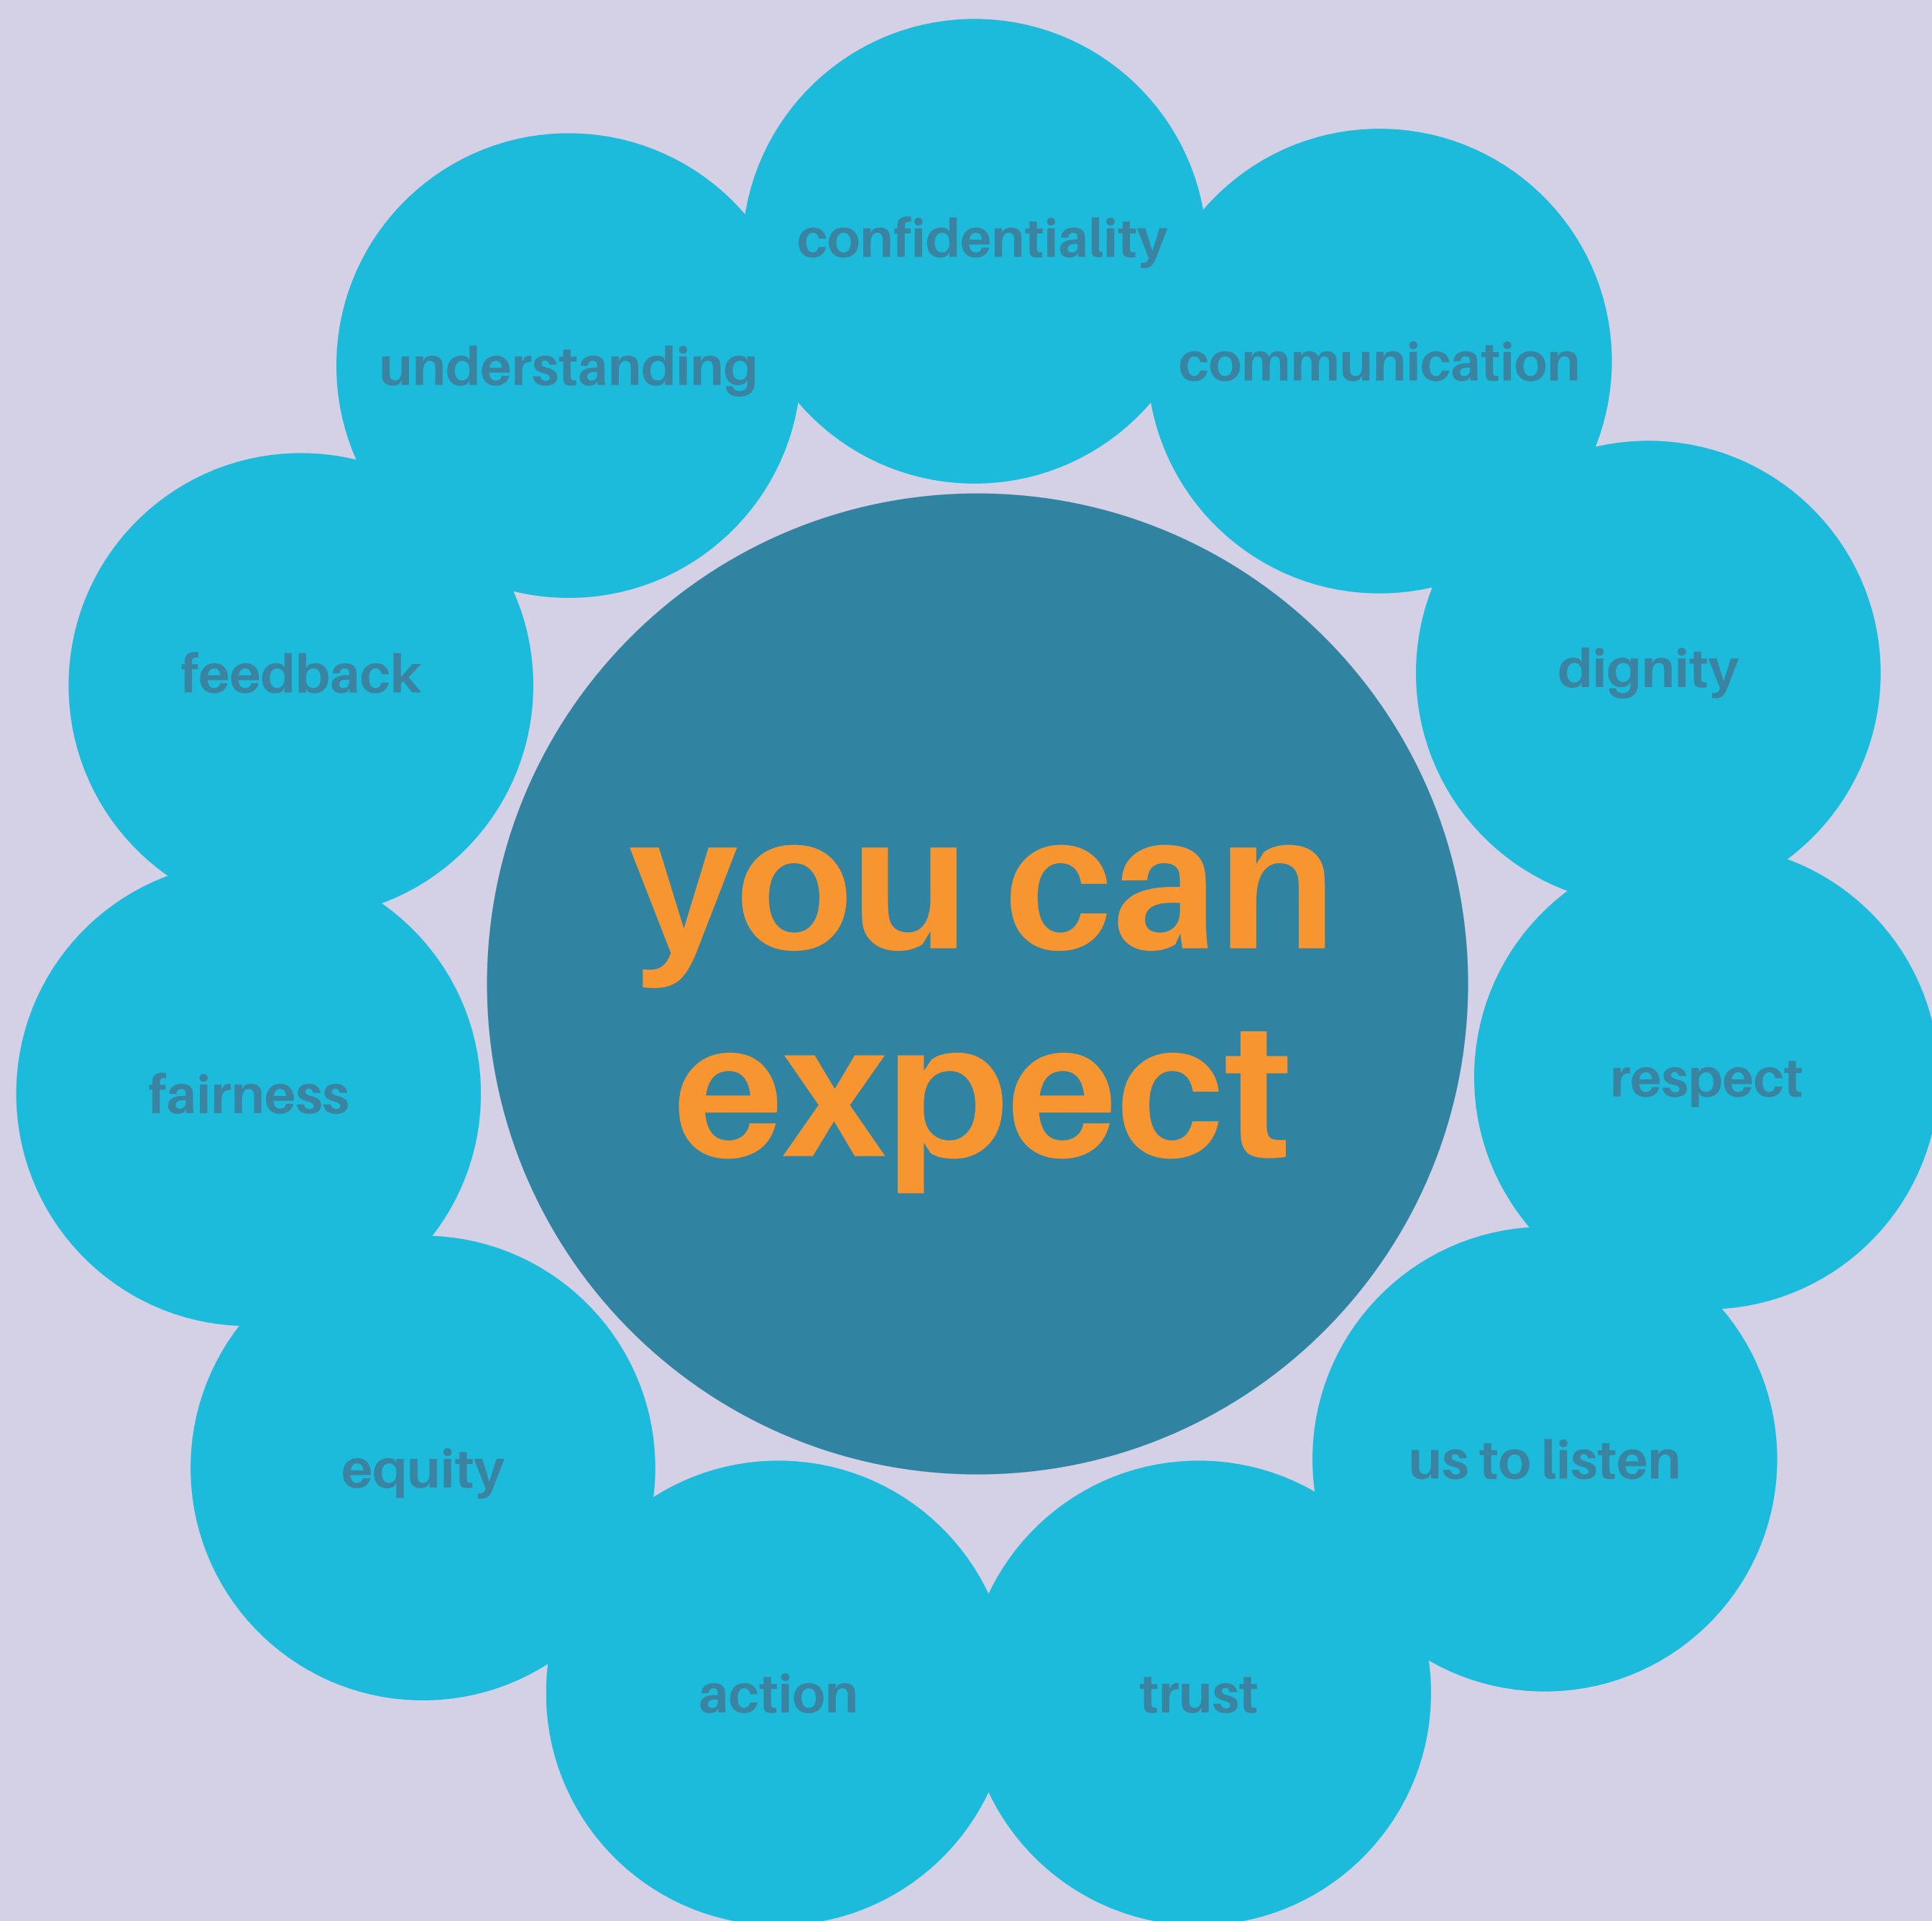 confidentiality
communication
dignity
respect
us to listen
trust
action
equity
fairness
feedback
understanding
you can
expect